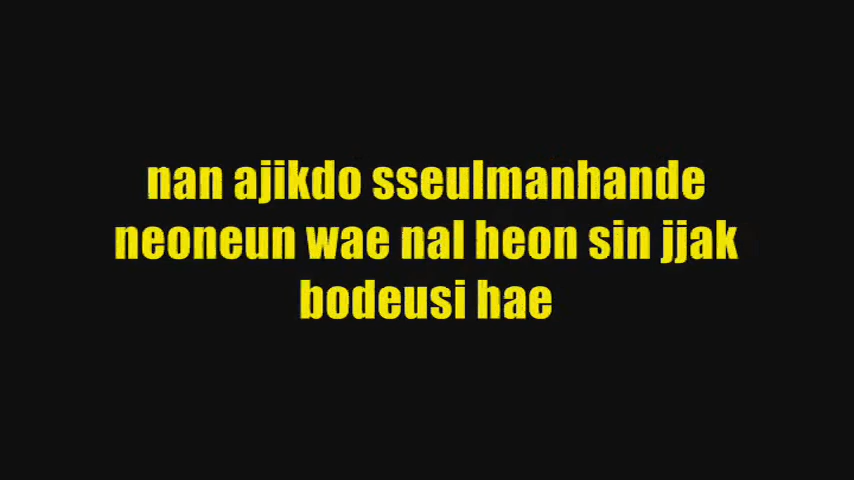 nan ajikdo sseulmanhande
neoneun wae nal heon sin jjak
bodeusi hae